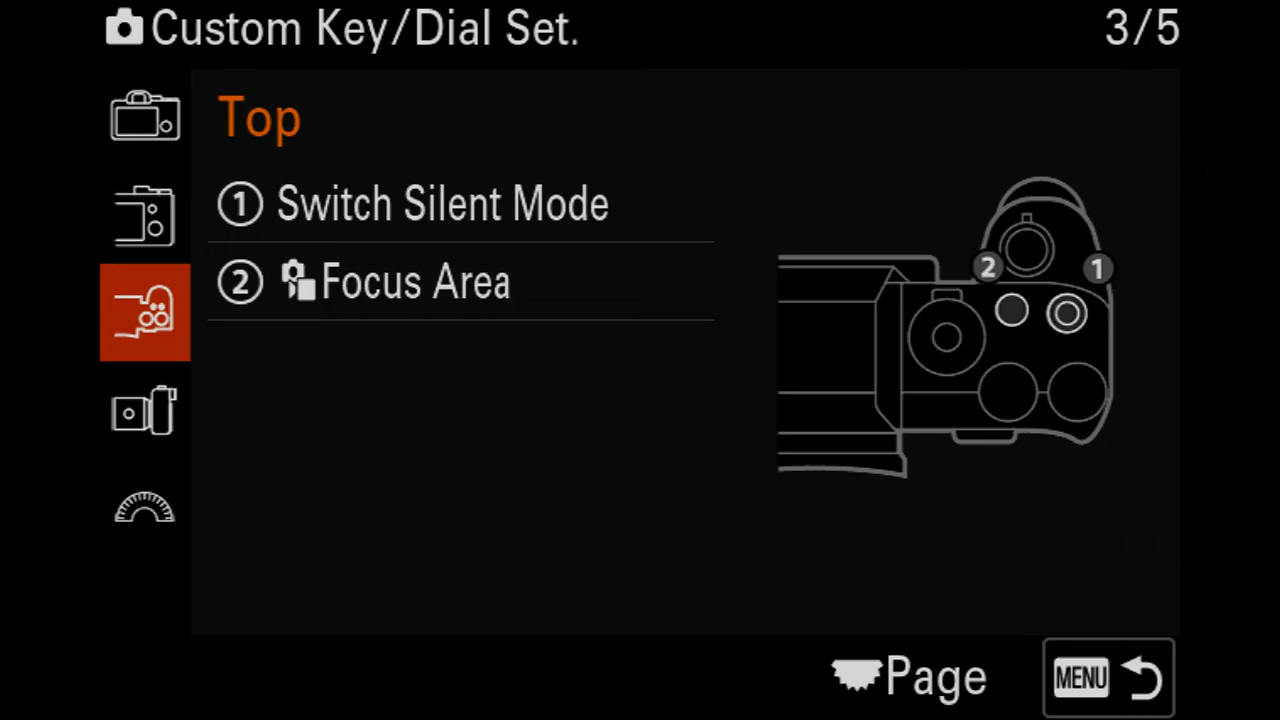 Custom Key/Dial Set.
3/5
Top
① Switch Silent Mode
② Focus Area
2
1
Page
MENU